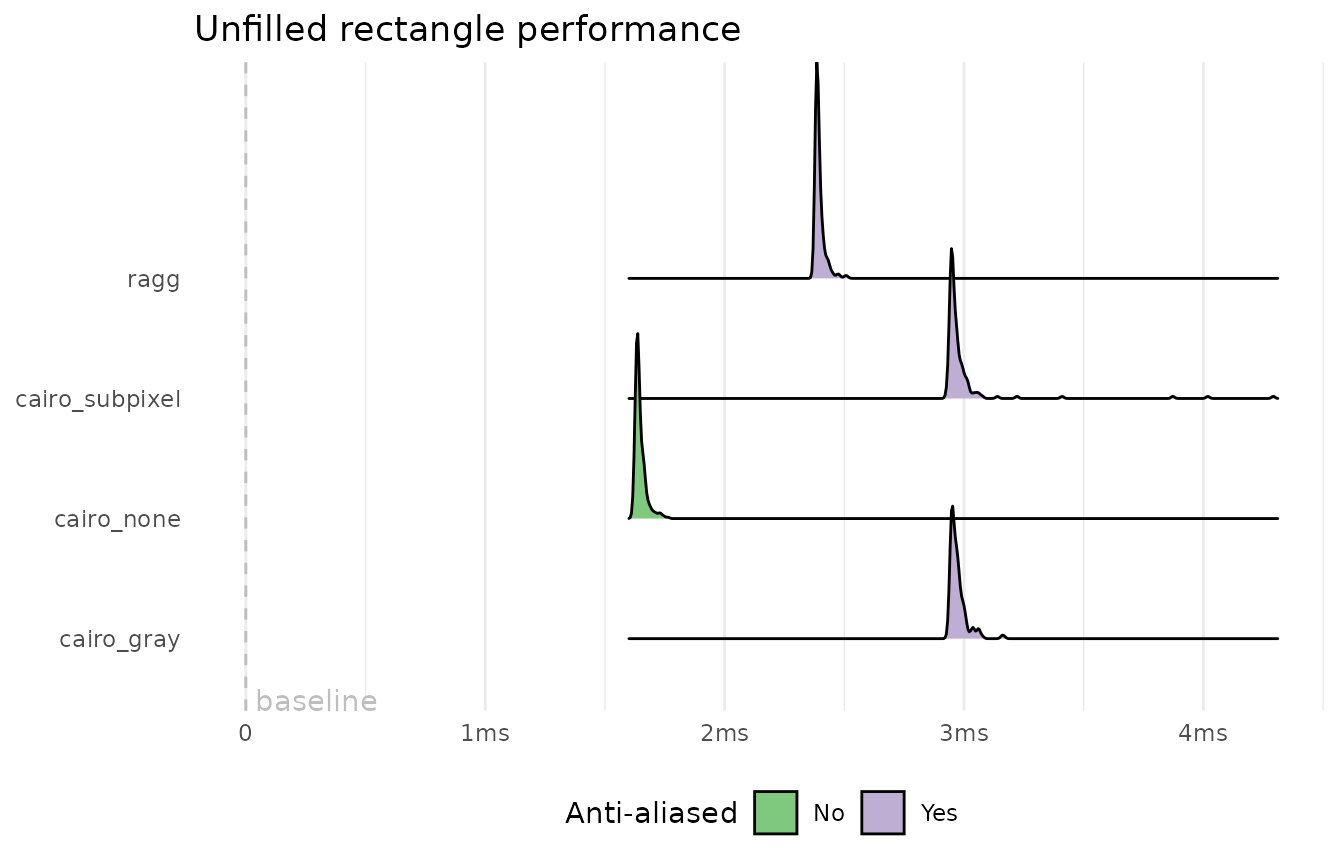 Unfilled rectangle performance
ragg
cairo_subpixel
cairo_none
cairo_gray
baseline
0 1ms 2ms 3ms 4ms
Anti-aliased No Yes